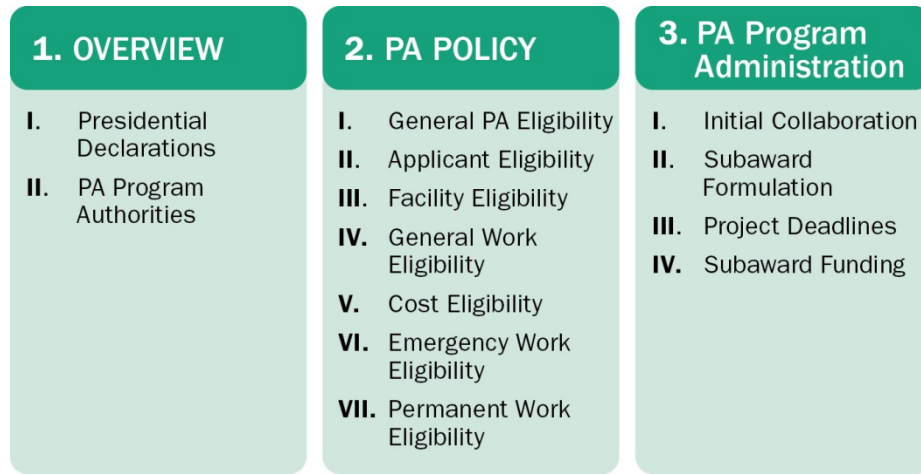 1. OVERVIEW
I. Presidential
Declarations
II. PA Program
Authorities
2. PA POLICY
I. General PA Eligibility
II. Applicant Eligibility
III. Facility Eligibility
IV. General Work
Eligibility
V. Cost Eligibility
VI. Emergency Work
Eligibility
VII. Permanent Work
Eligibility
3. PA Program
Administration
I. Initial Collaboration
II. Subaward
Formulation
III. Project Deadlines
IV. Subaward Funding